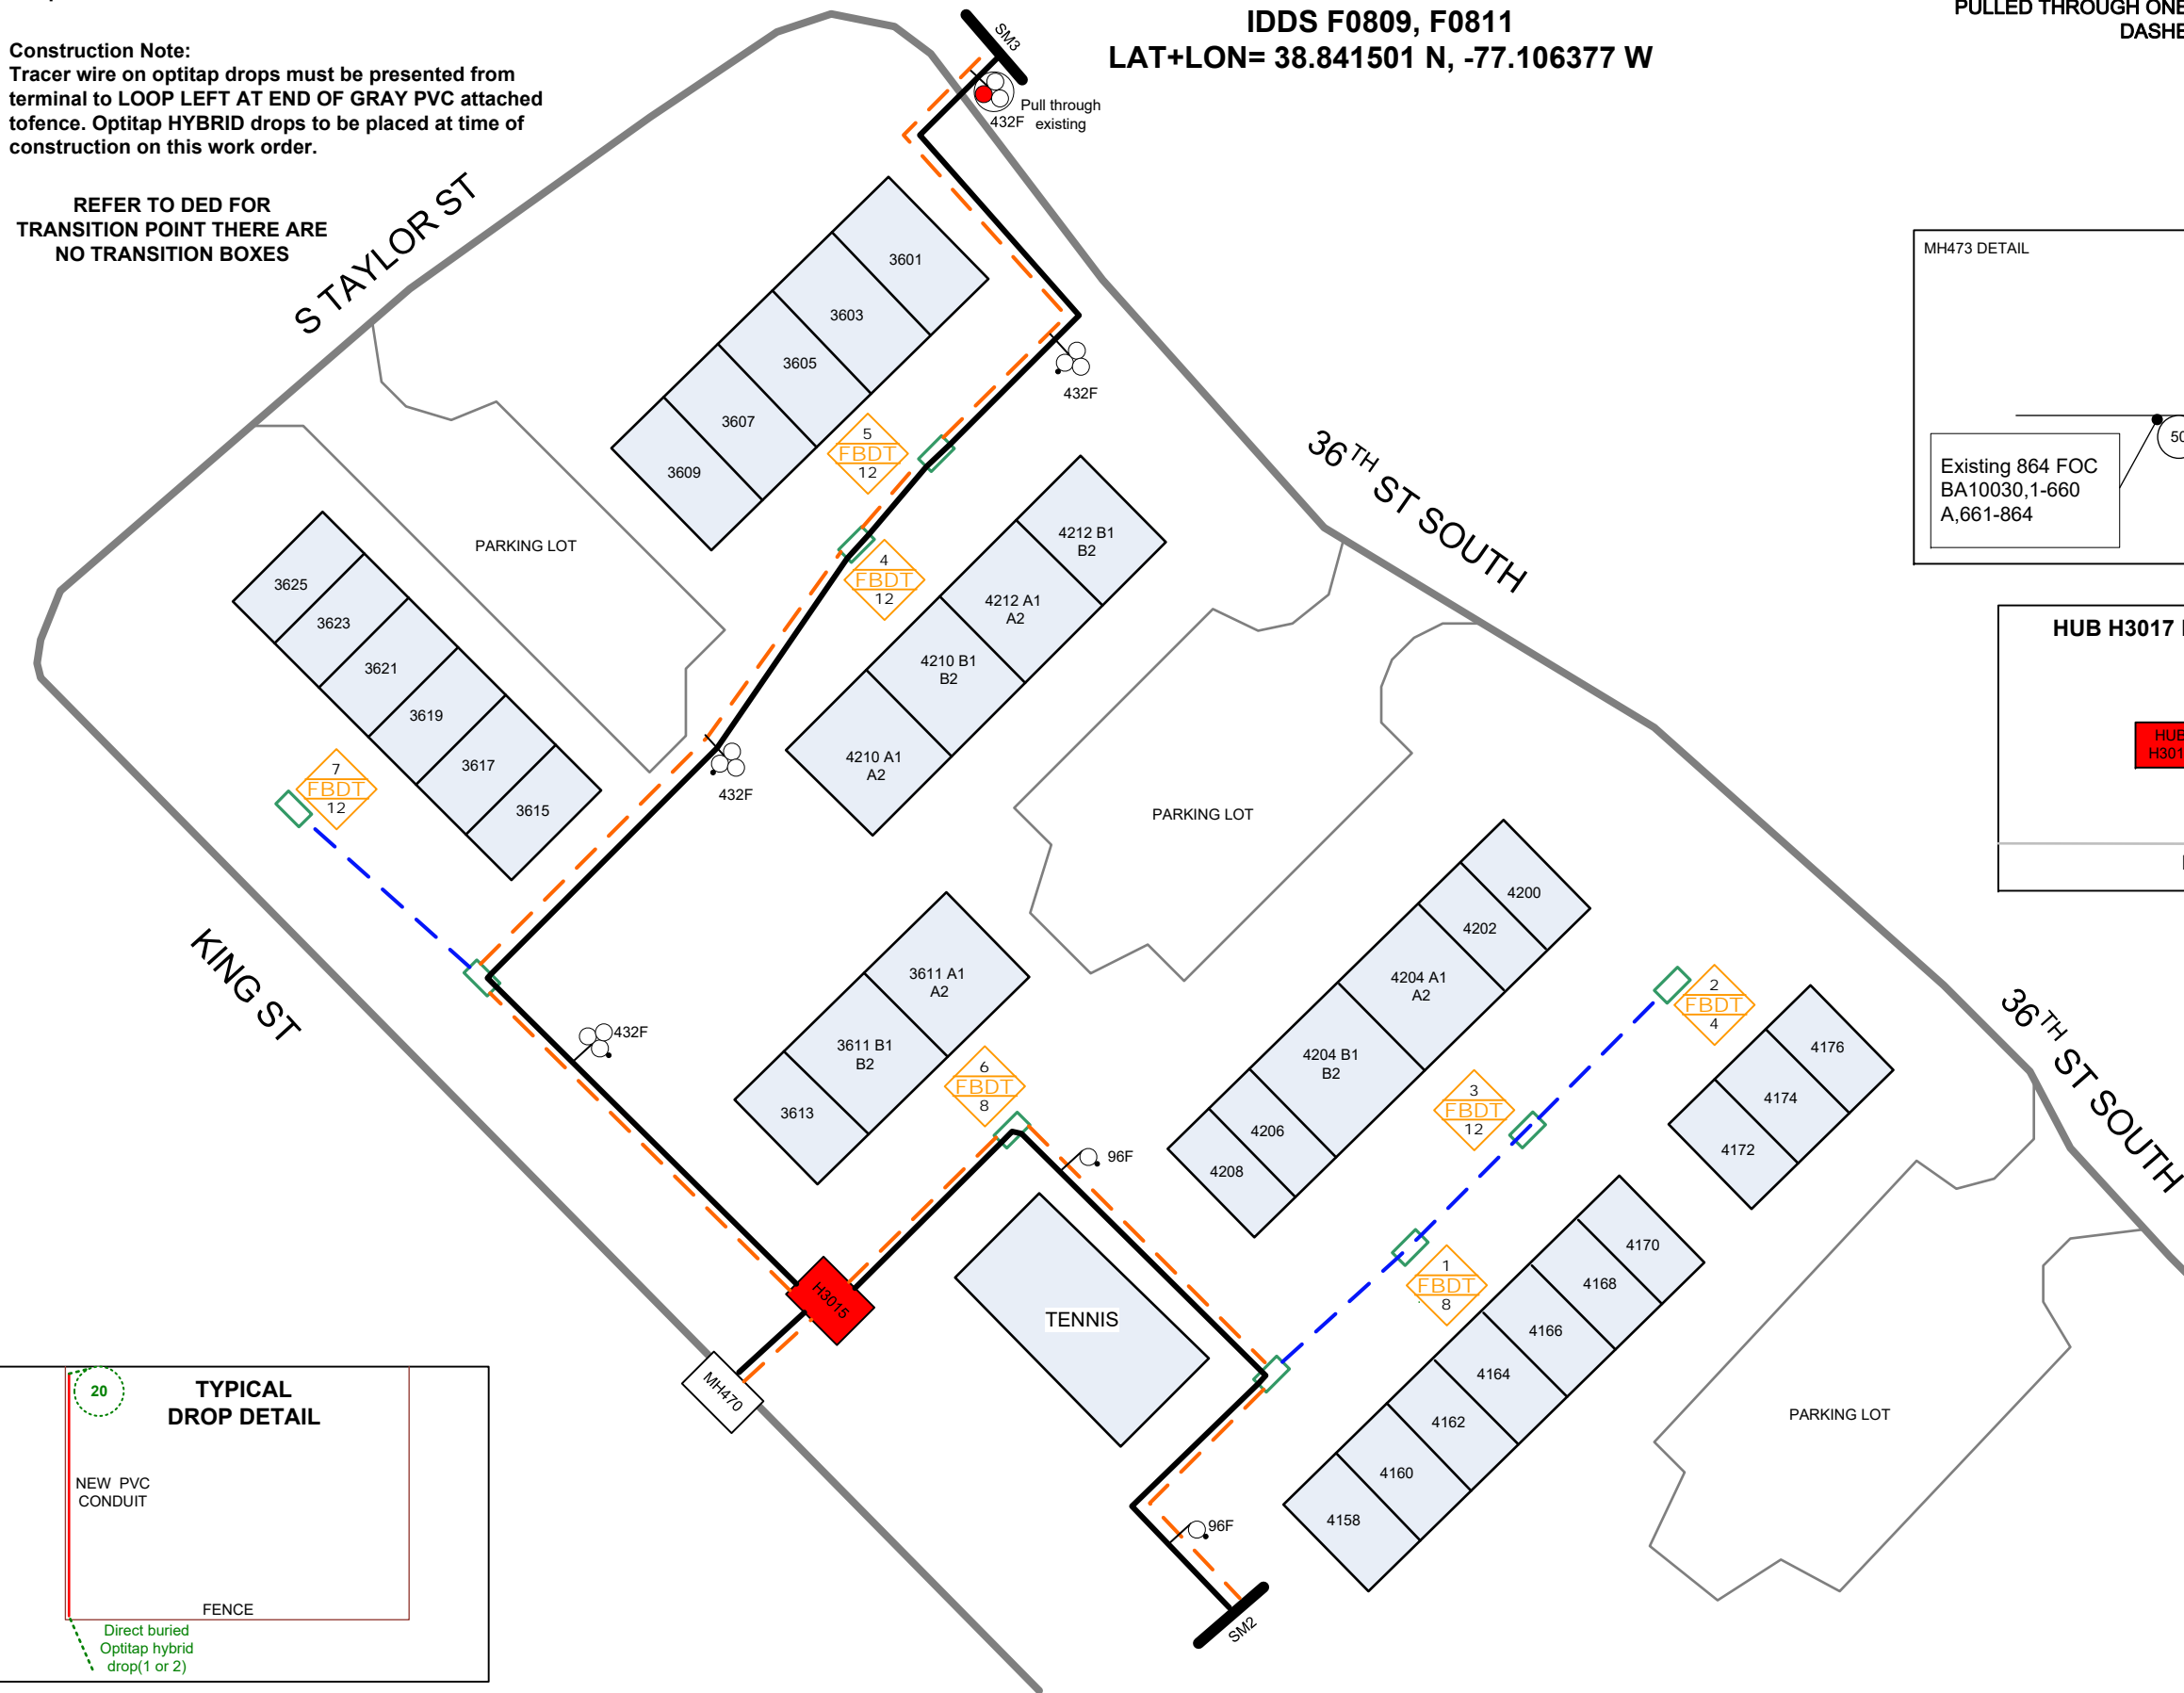 IDDS F0809, F0811
LAT+LON= 38.841501 N, -77.106377 W
PULLED THROUGH ONE
DASHE
Construction Note:
Tracer wire on optitap drops must be presented from
terminal to LOOP LEFT AT END OF GRAY PVC attached
tofence. Optitap HYBRID drops to be placed at time of
construction on this work order.
REFER TO DED FOR
TRANSITION POINT THERE ARE
NO TRANSITION BOXES
S TAYLOR ST
SM3
432F
Pull through
existing
3601
3603
3605
3607
3609
432F
5
FBDT
12
4
FBDT
12
PARKING LOT
36TH ST SOUTH
4212 B1
B2
4212 A1
A2
4210 B1
B2
4210 A1
A2
3625
3623
3621
3619
3617
3615
7
FBDT
12
432F
PARKING LOT
KING ST
432F
3611 A1
A2
3611 B1
B2
3613
6
FBDT
8
96F
4200
4202
4204 A1
A2
4204 B1
B2
4206
4208
2
FBDT
4
3
FBDT
12
1
FBDT
8
4176
4174
4172
36TH ST SOUTH
4170
4168
4166
4164
4162
4160
4158
H3015
MH470
TENNIS
PARKING LOT
96F
SM2
MH473 DETAIL
50
Existing 864 FOC
BA10030,1-660
A,661-864
HUB H3017
HUB
H301
20
TYPICAL
DROP DETAIL
NEW PVC
CONDUIT
FENCE
Direct buried
Optitap hybrid
drop(1 or 2)